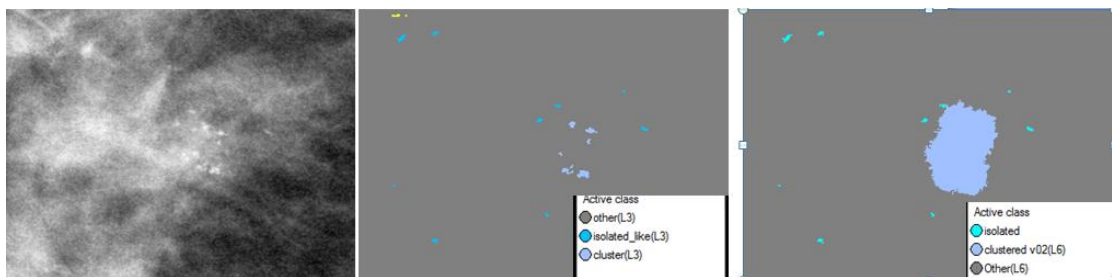 Active class
other(L3)
isolated_like(L3)
cluster(L3)
Active class
isolated
clustered v02(L6)
Other(L6)